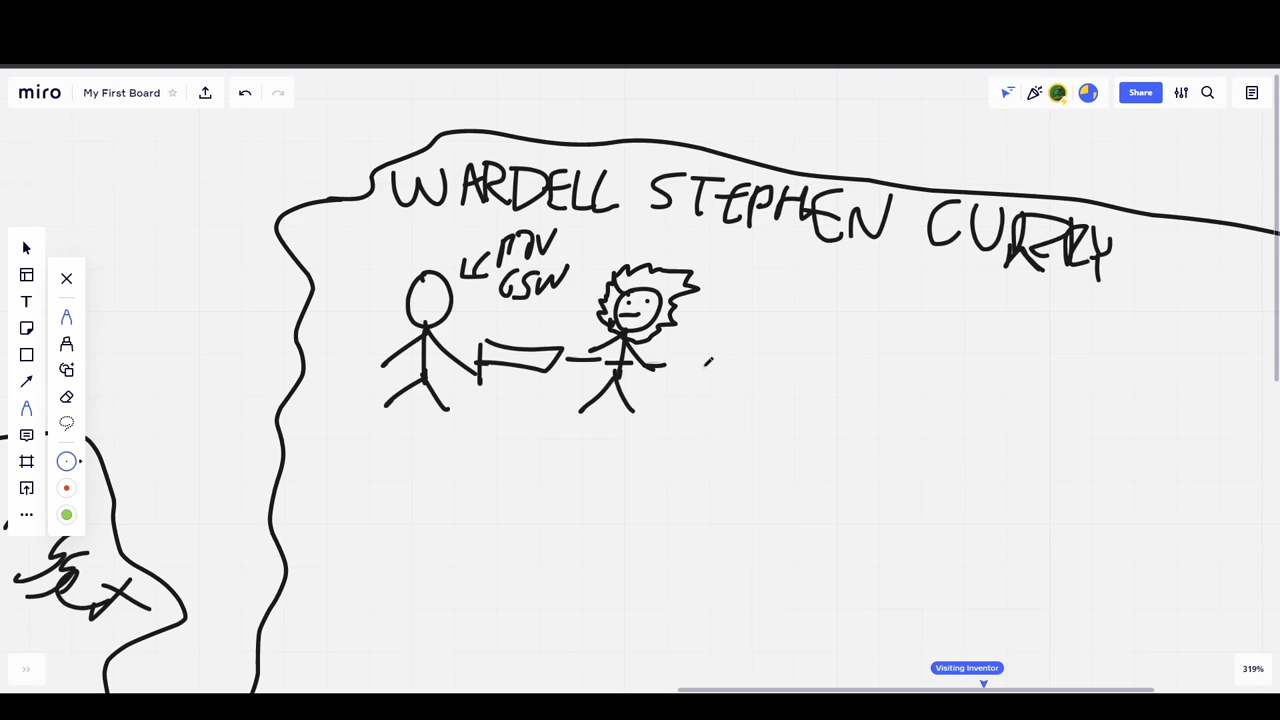 miro My First Board Share
WARDELL STEPHEN CURRY
GSW
T
Visiting Inventor
319%